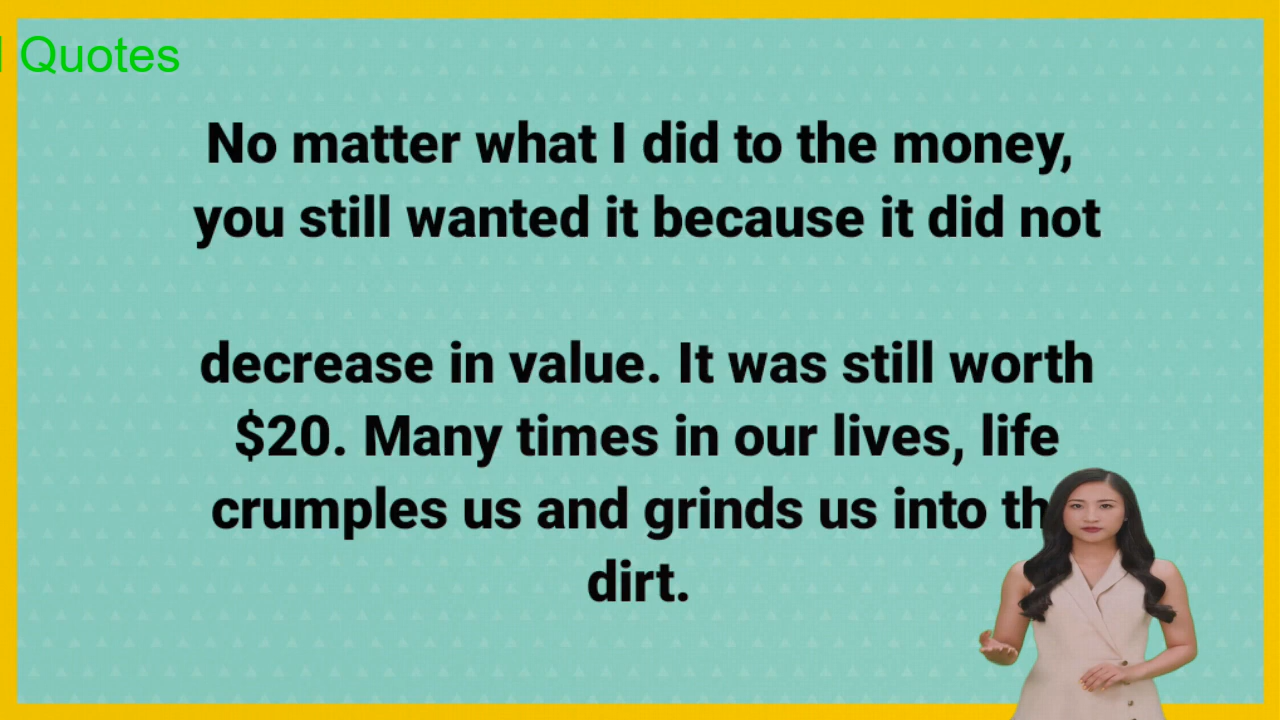 Quotes
No matter what I did to the money,
you still wanted it because it did not
decrease in value. It was still worth
$20. Many times in our lives, life
crumples us and grinds us into
dirt.